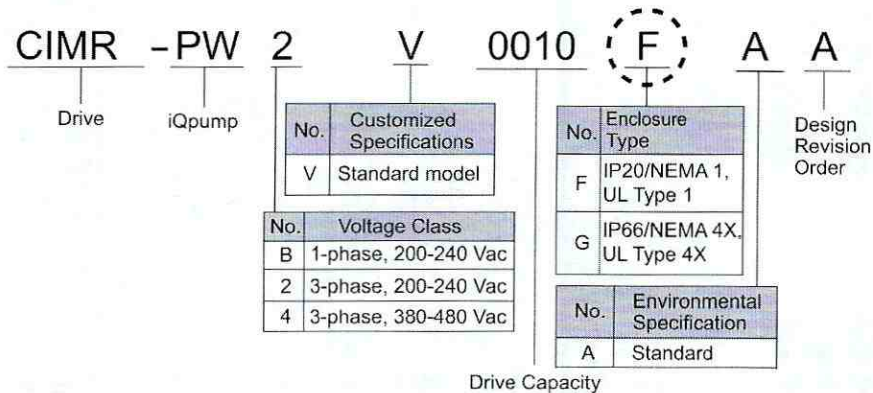 CIMR -PW 2 V 0010 F A A
Drive
iQpump
No. Customized Specifications
V Standard model
No. Voltage Class
B 1-phase, 200-240 Vac
2 3-phase, 200-240 Vac
4 3-phase, 380-480 Vac
Drive Capacity
No. Enclosure Type
F IP20/NEMA 1, UL Type 1
G IP66/NEMA 4X, UL Type 4X
No. Environmental Specification
A Standard
Design
Revision
Order